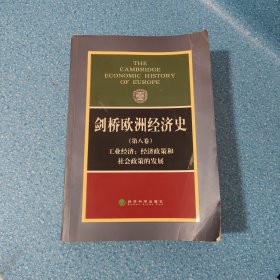 THE
CAMBRIDGE
ECONOMIC HISTORY
OF EUROPE
剑桥欧洲经济史
(第八卷)
工业经济：经济政策和
社会政策的发展
经济科学出版社